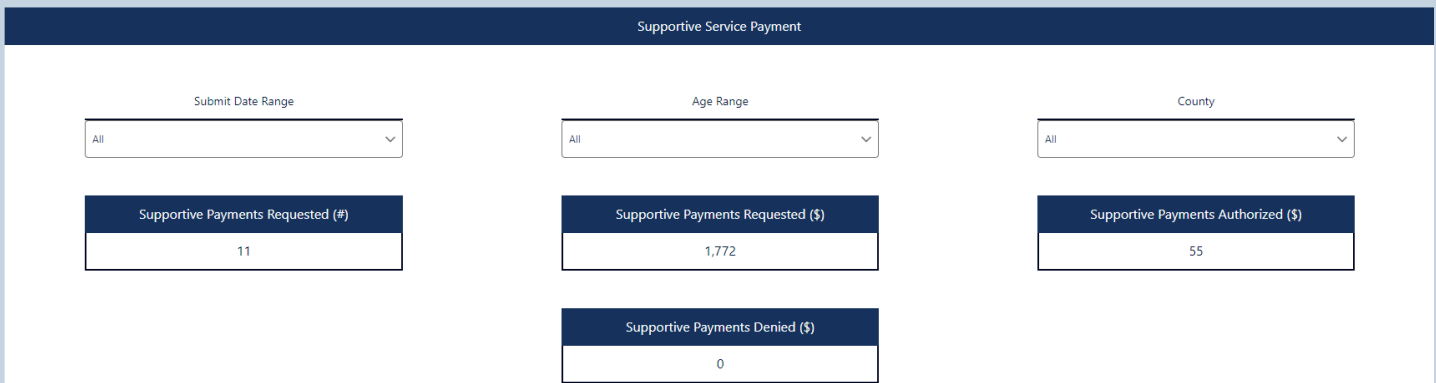 Supportive Service Payment
Submit Date Range
Age Range
County
All
All
All
Supportive Payments Requested (#)
Supportive Payments Requested ($)
Supportive Payments Authorized ($)
11
1,772
55
Supportive Payments Denied ($)
0